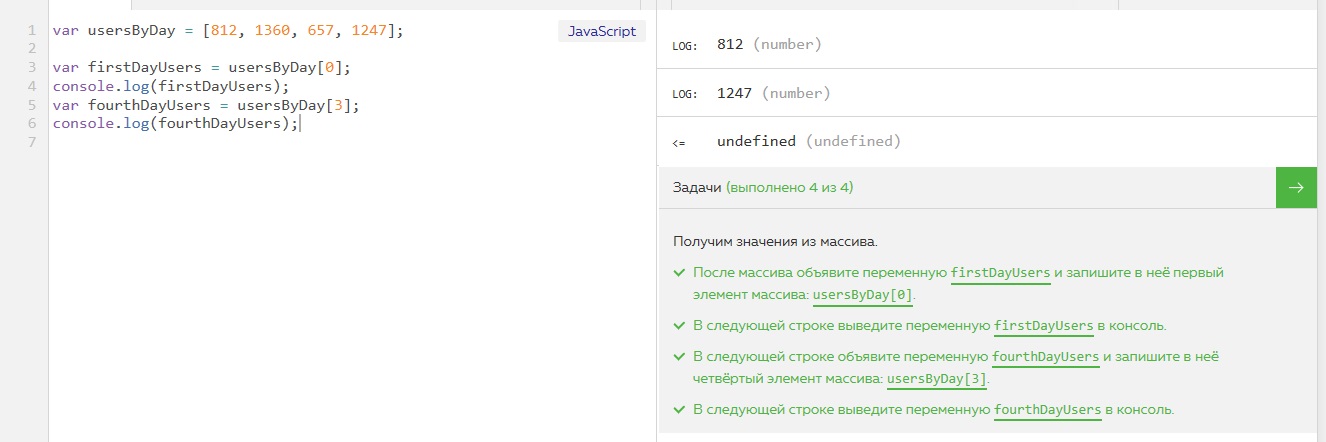 1 var usersByDay = [812, 1360, 657, 1247];
JavaScript
2
3 var firstDayUsers = usersByDay[0];
4 console.log(firstDayUsers);
5 var fourthDayUsers = usersByDay[3];
6 console.log(fourthDayUsers);
7
LOG: 812 (number)
LOG: 1247 (number)
<= undefined (undefined)
Задачи (выполнено 4 из 4)
Получим значения из массива.
После массива объявите переменную firstDayUsers и запишите в неё первый
элемент массива: usersByDay[0].
В следующей строке выведите переменную firstDayUsers в консоль.
В следующей строке объявите переменную fourthDayUsers и запишите в неё
четвёртый элемент массива: usersByDay[3].
В следующей строке выведите переменную fourthDayUsers в консоль.